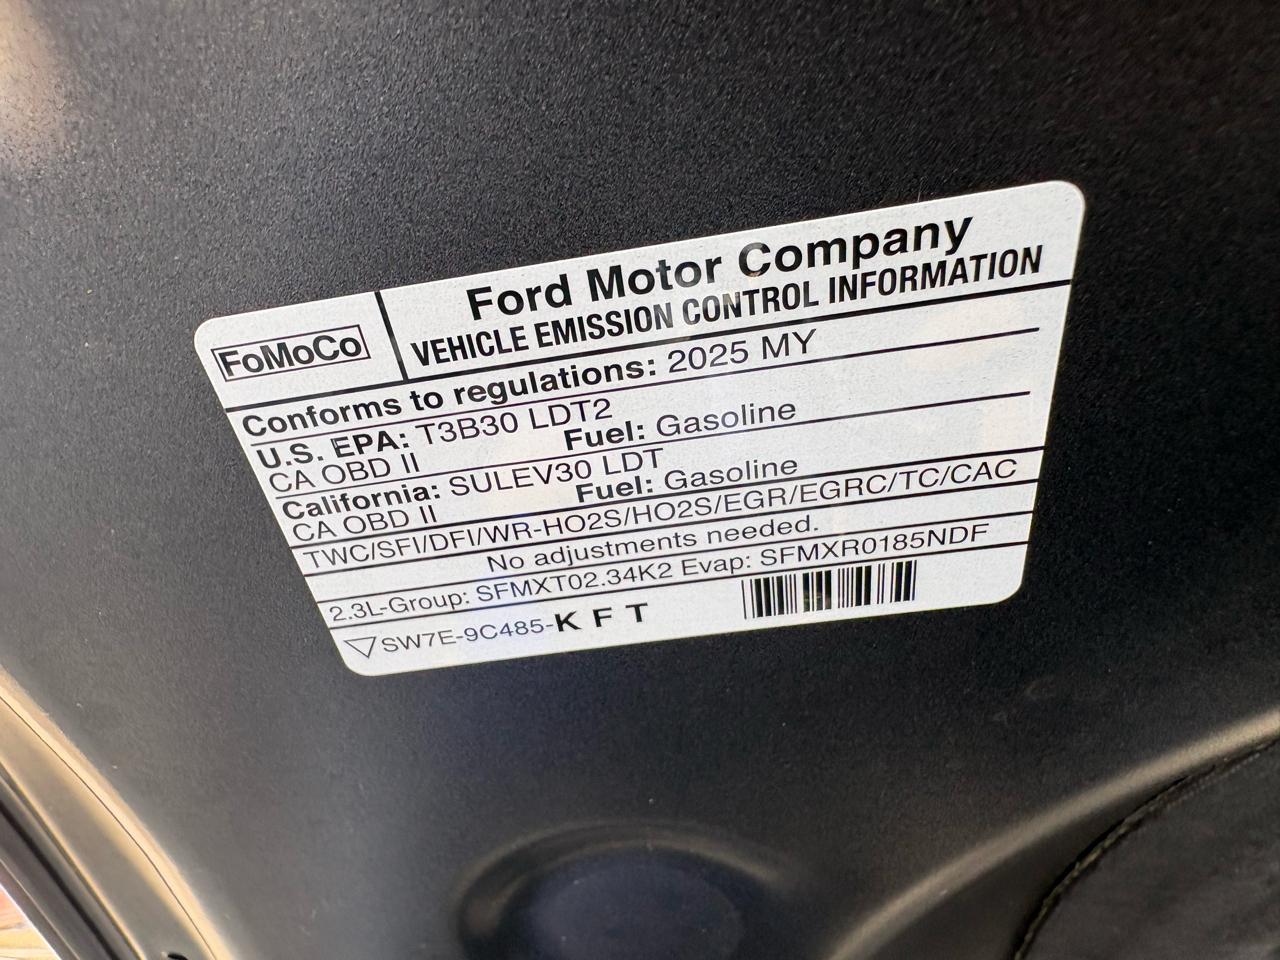 FoMoCo
Ford Motor Company
VEHICLE EMISSION CONTROL INFORMATION
Conforms to regulations: 2025 MY
U.S. EPA: T3B30 LDT2
CA OBD II Fuel: Gasoline
California: SULEV30 LDT
CA OBD II Fuel: Gasoline
TWC/SFI/DFI/WR-HO2S/HO2S/EGR/EGRC/TC/CAC
No adjustments needed.
2.3L-Group: SFMXT02.34K2 Evap: SFMXR0185NDF
SW7E-9C485-K F T